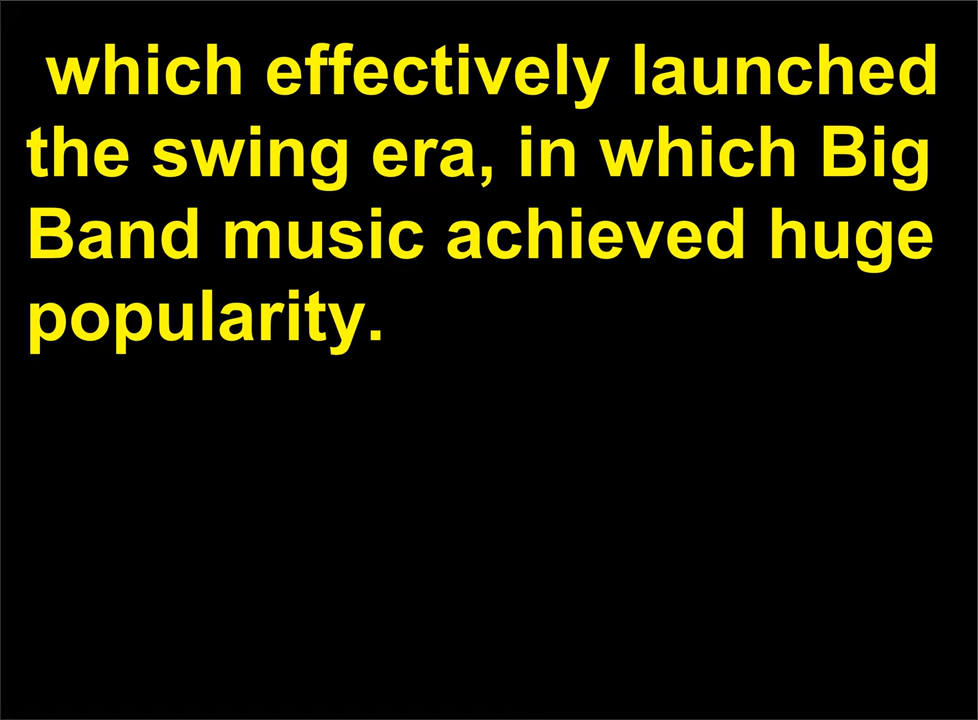 which effectively launched
the swing era, in which Big
Band music achieved huge
popularity.